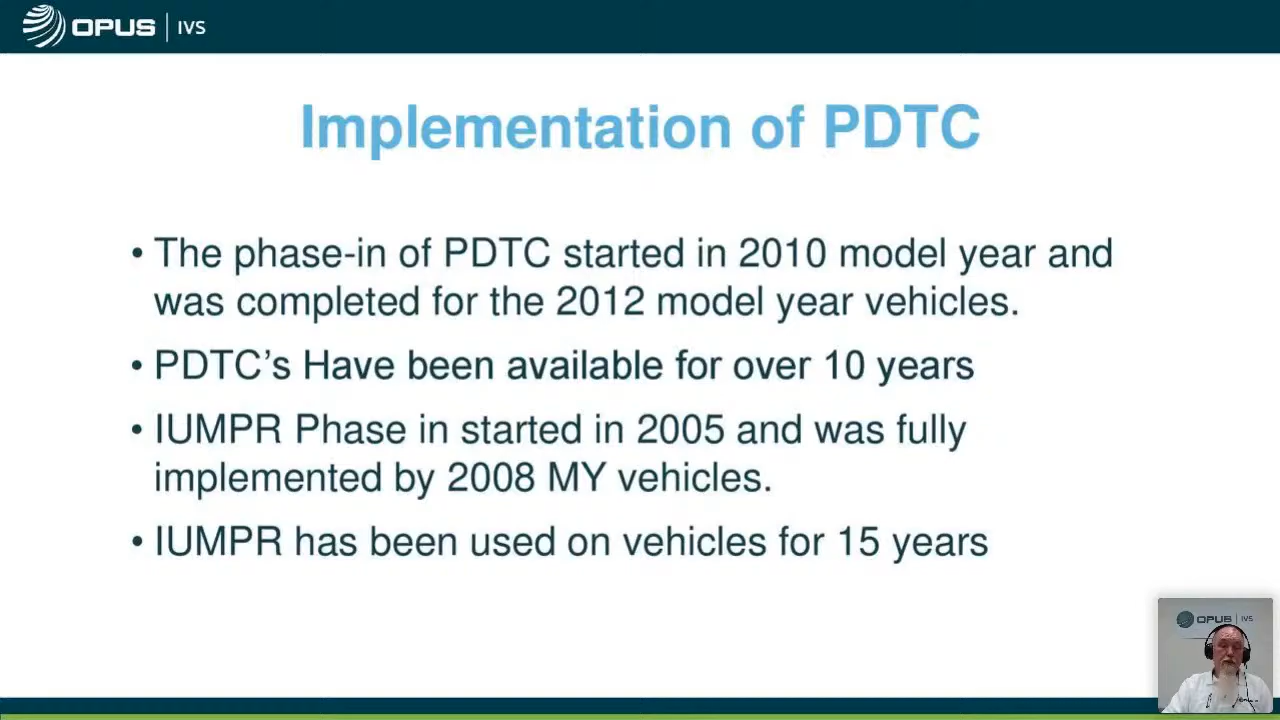 OPUS | IVS
Implementation of PDTC
• The phase-in of PDTC started in 2010 model year and
was completed for the 2012 model year vehicles.
• PDTC’s Have been available for over 10 years
• IUMPR Phase in started in 2005 and was fully
implemented by 2008 MY vehicles.
• IUMPR has been used on vehicles for 15 years
OPUS | IVS